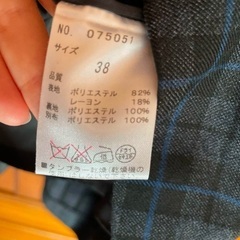 NO. 075051
サイズ
38
品質
表地 ポリエステル 82%
レーヨン 18%
裏地 ポリエステル 100%
別布 ポリエステル 100%